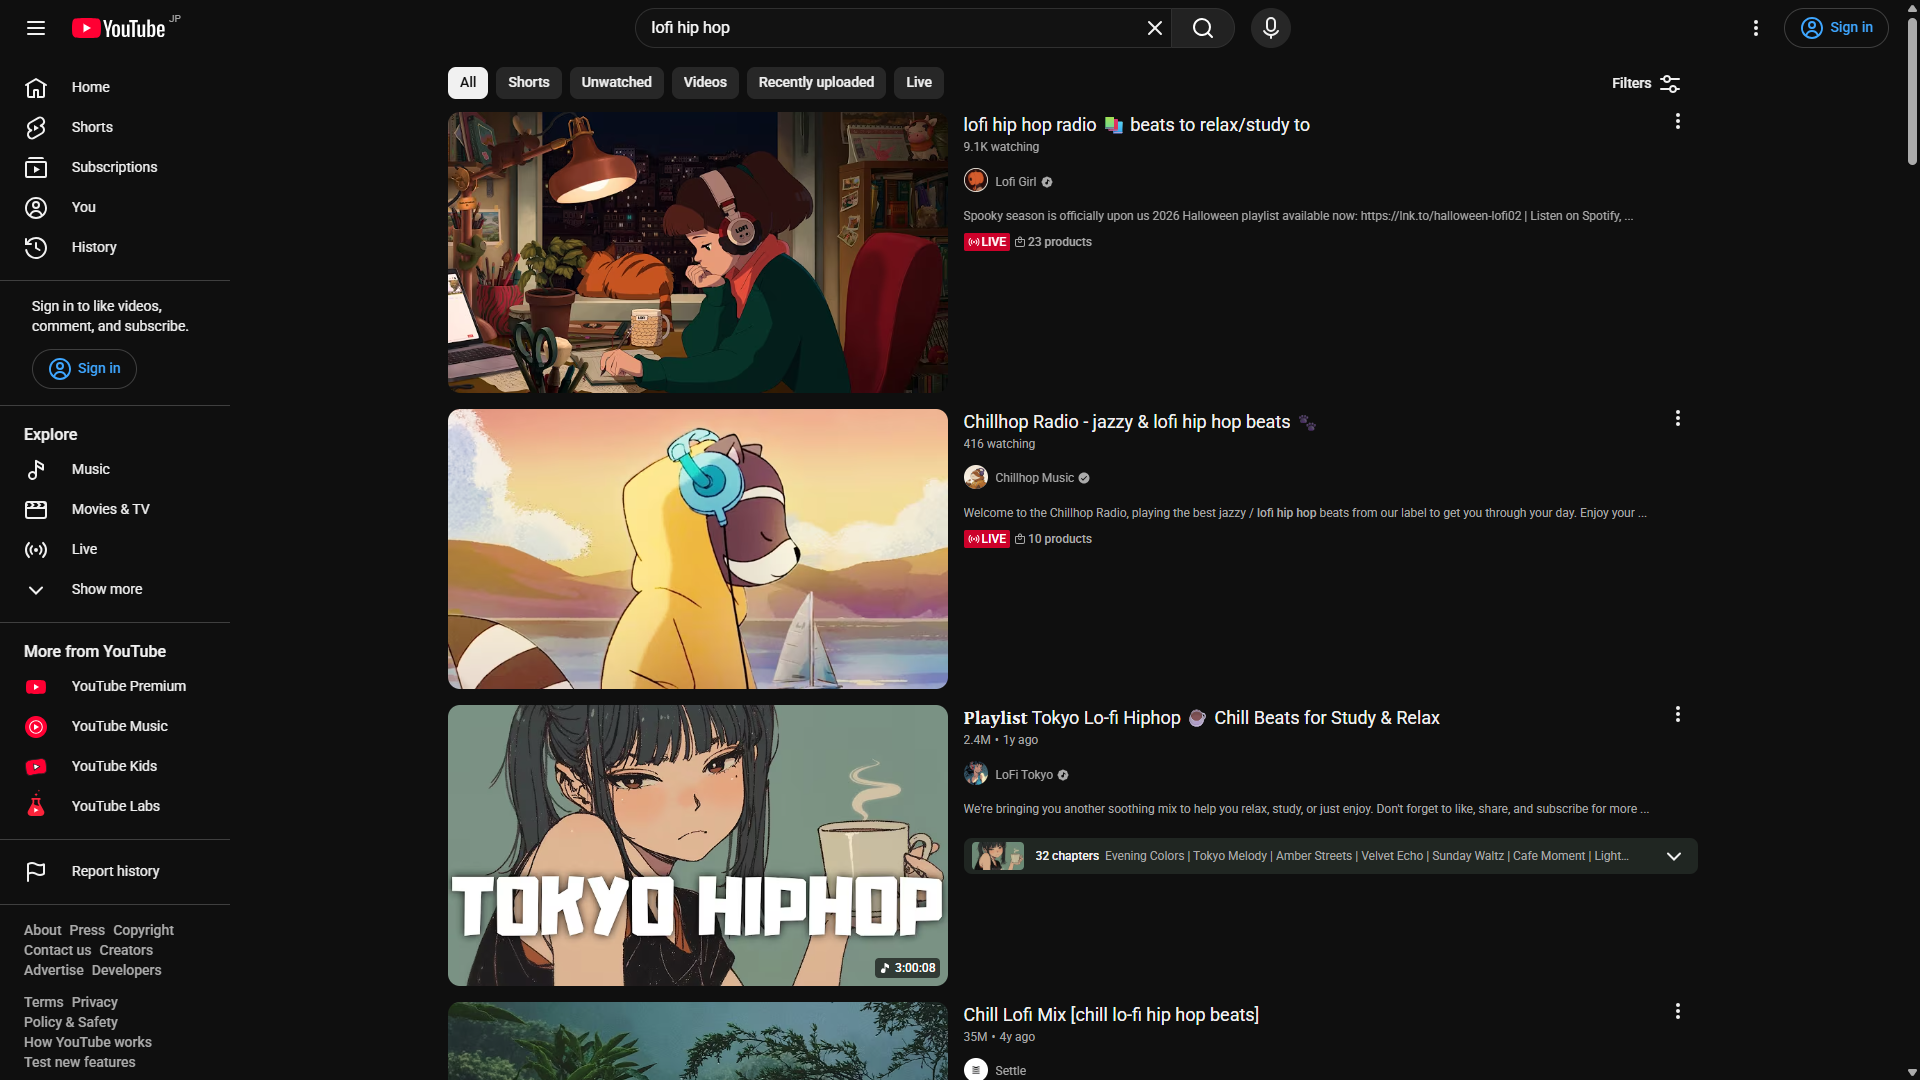 YouTube JP
lofi hip hop
Sign in
Home
Shorts
Subscriptions
You
History
Sign in to like videos,
comment, and subscribe.
Sign in
Explore
Music
Movies & TV
Live
Show more
More from YouTube
YouTube Premium
YouTube Music
YouTube Kids
YouTube Labs
Report history
About Press Copyright
Contact us Creators
Advertise Developers
Terms Privacy
Policy & Safety
How YouTube works
Test new features
All Shorts Unwatched Videos Recently uploaded Live
Filters
lofi hip hop radio 📚 beats to relax/study to
9.1K watching
Lofi Girl
Spooky season is officially upon us 2026 Halloween playlist available now: https://lnk.to/halloween-lofi02 | Listen on Spotify, ...
LIVE 23 products
Chillhop Radio - jazzy & lofi hip hop beats 🐾
416 watching
Chillhop Music
Welcome to the Chillhop Radio, playing the best jazzy / lofi hip hop beats from our label to get you through your day. Enjoy your ...
LIVE 10 products
TOKYO HIPHOP
3:00:08
Playlist Tokyo Lo-fi Hiphop ☕ Chill Beats for Study & Relax
2.4M • 1y ago
LoFi Tokyo
We're bringing you another soothing mix to help you relax, study, or just enjoy. Don't forget to like, share, and subscribe for more ...
32 chapters Evening Colors | Tokyo Melody | Amber Streets | Velvet Echo | Sunday Waltz | Cafe Moment | Light...
Chill Lofi Mix [chill lo-fi hip hop beats]
35M • 4y ago
Settle